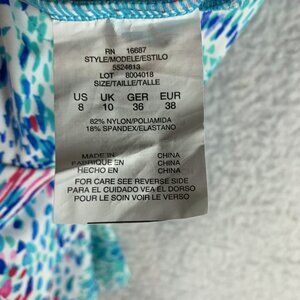 RN 16687
STYLE/MODELE/ESTILO
5524613
LOT 8004018
SIZE/TAILLE/TALLE
US UK GER EUR
8 10 36 38
82% NYLON/POLIAMIDA
18% SPANDEX/ELASTANO
MADE IN CHINA
FABRIQUE EN CHINA
HECHO EN CHINA
FOR CARE SEE REVERSE SIDE
PARA EL CUIDADO VEA EL DORSO
POUR LE SOIN VOIR AU VERSO